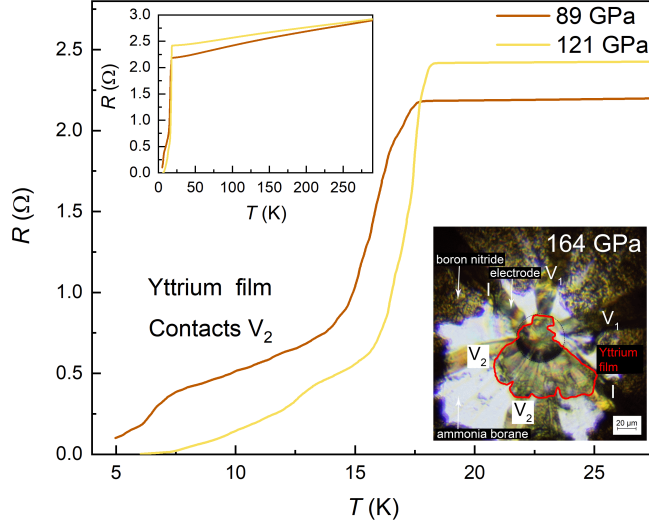 89 GPa
121 GPa
3.0
2.5
2.0
1.5
1.0
0.5
0.0
R (Ω)
0 50 100 150 200 250
T (K)
2.5
2.0
1.5
1.0
0.5
0.0
R (Ω)
Yttrium film
Contacts V2
164 GPa
boron nitride
electrode
V1
I
V1
V2
Yttrium
film
I
V2
ammonia borane
20 µm
5 10 15 20 25
T (K)